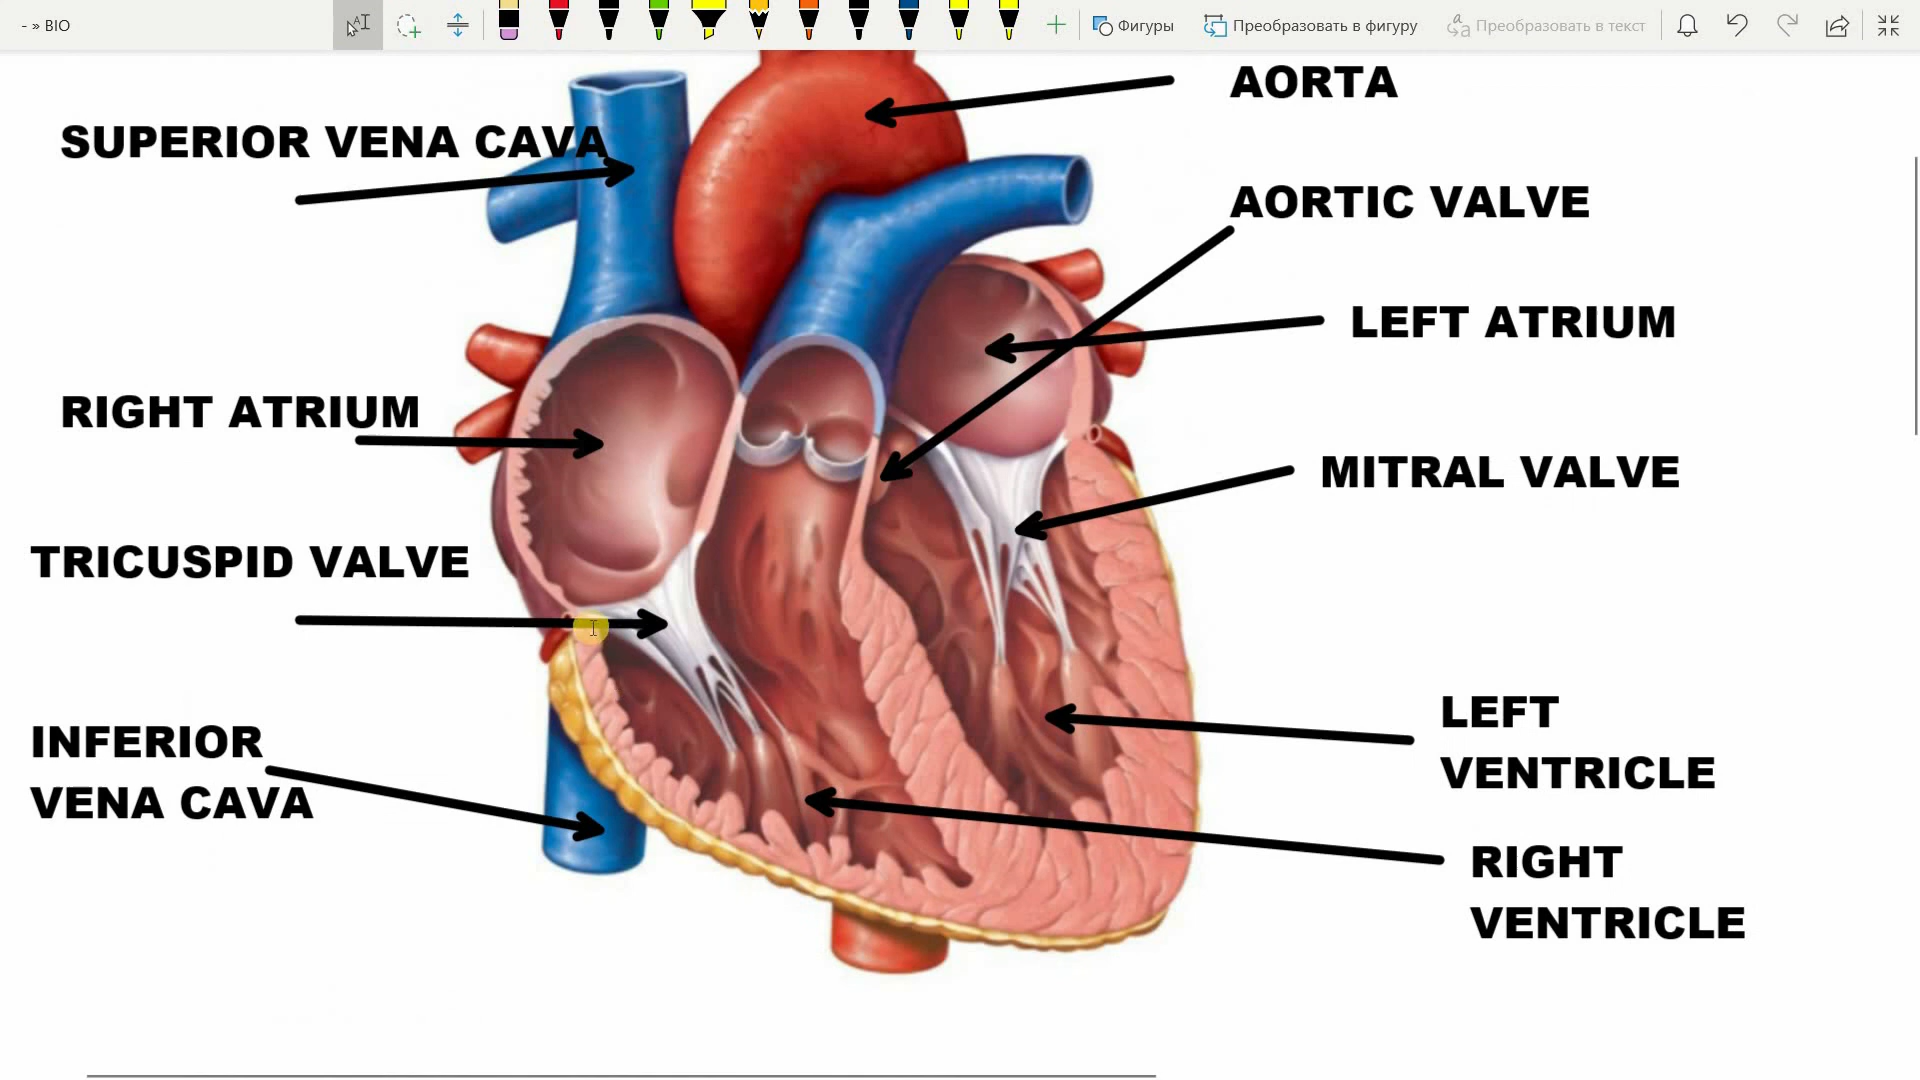 - » BIO
Фигуры
Преобразовать в фигуру
Преобразовать в текст
AORTA
SUPERIOR VENA CAVA
AORTIC VALVE
LEFT ATRIUM
RIGHT ATRIUM
MITRAL VALVE
TRICUSPID VALVE
INFERIOR
VENA CAVA
LEFT
VENTRICLE
RIGHT
VENTRICLE